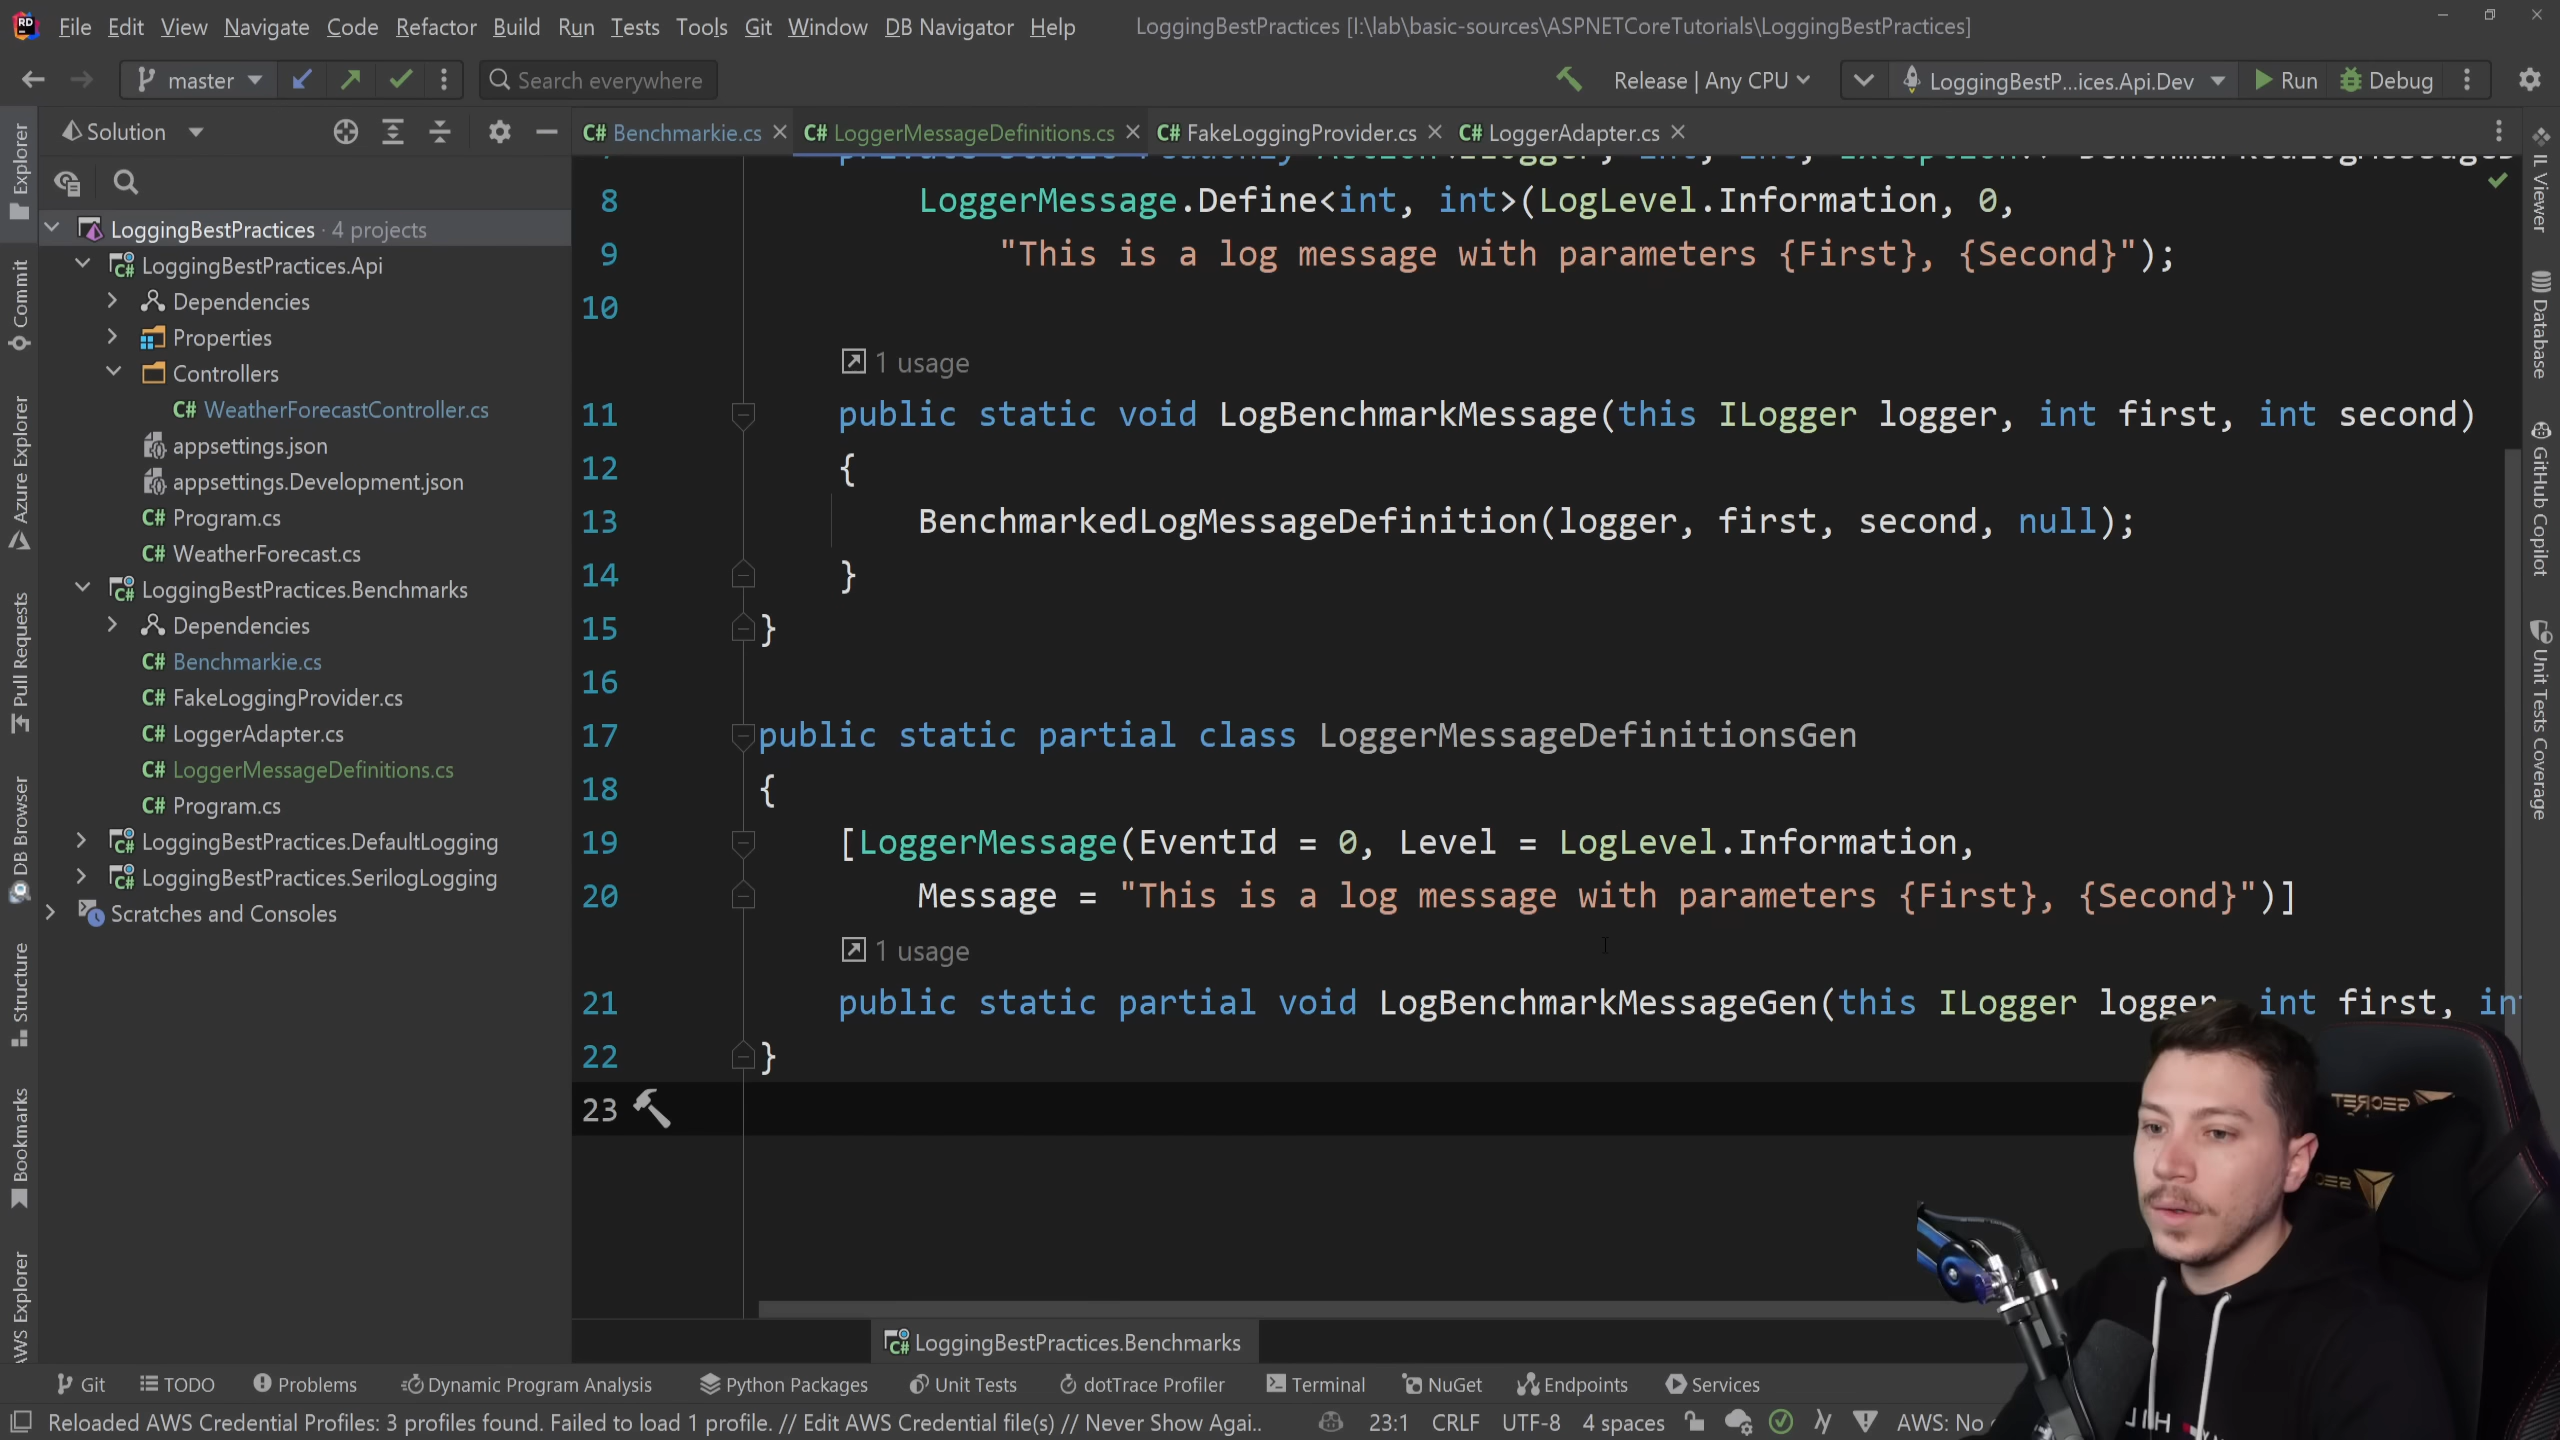 File Edit View Navigate Code Refactor Build Run Tests Tools Git Window DB Navigator Help LoggingBestPractices [I:\lab\basic-sources\ASPNETCoreTutorials\LoggingBestPractices]
master Search everywhere Release | Any CPU LoggingBestP...ices.Api.Dev Run Debug
Solution
Benchmarkie.cs LoggerMessageDefinitions.cs FakeLoggingProvider.cs LoggerAdapter.cs
Explorer
Commit
Azure Explorer
Pull Requests
DB Browser
Structure
Bookmarks
AWS Explorer
LoggingBestPractices · 4 projects
LoggingBestPractices.Api
Dependencies
Properties
Controllers
C# WeatherForecastController.cs
appsettings.json
appsettings.Development.json
C# Program.cs
C# WeatherForecast.cs
LoggingBestPractices.Benchmarks
Dependencies
C# Benchmarkie.cs
C# FakeLoggingProvider.cs
C# LoggerAdapter.cs
C# LoggerMessageDefinitions.cs
C# Program.cs
LoggingBestPractices.DefaultLogging
LoggingBestPractices.SerilogLogging
Scratches and Consoles
8 LoggerMessage.Define<int, int>(LogLevel.Information, 0,
9 "This is a log message with parameters {First}, {Second}");
10
1 usage
11 public static void LogBenchmarkMessage(this ILogger logger, int first, int second)
12 {
13 BenchmarkedLogMessageDefinition(logger, first, second, null);
14 }
15 }
16
17 public static partial class LoggerMessageDefinitionsGen
18 {
19 [LoggerMessage(EventId = 0, Level = LogLevel.Information,
20 Message = "This is a log message with parameters {First}, {Second}")]
1 usage
21 public static partial void LogBenchmarkMessageGen(this ILogger logger, int first, in
22 }
23
IL Viewer
Database
GitHub Copilot
Unit Tests Coverage
LoggingBestPractices.Benchmarks
Git TODO Problems Dynamic Program Analysis Python Packages Unit Tests dotTrace Profiler Terminal NuGet Endpoints Services
Reloaded AWS Credential Profiles: 3 profiles found. Failed to load 1 profile. // Edit AWS Credential file(s) // Never Show Agai.. 23:1 CRLF UTF-8 4 spaces AWS: No